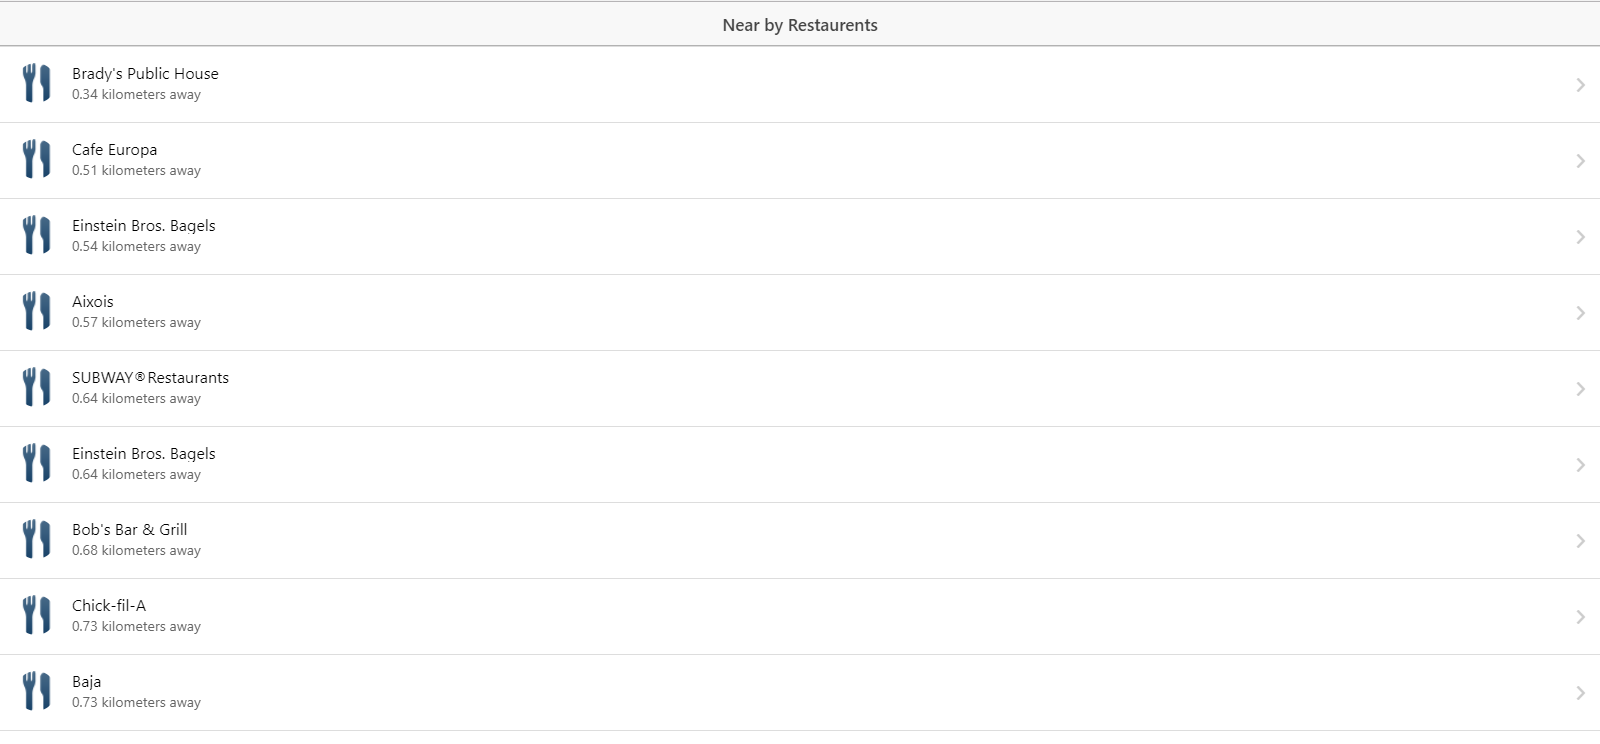 Near by Restaurents
Brady's Public House
0.34 kilometers away
Cafe Europa
0.51 kilometers away
Einstein Bros. Bagels
0.54 kilometers away
Aixois
0.57 kilometers away
SUBWAY®Restaurants
0.64 kilometers away
Einstein Bros. Bagels
0.64 kilometers away
Bob's Bar & Grill
0.68 kilometers away
Chick-fil-A
0.73 kilometers away
Baja
0.73 kilometers away